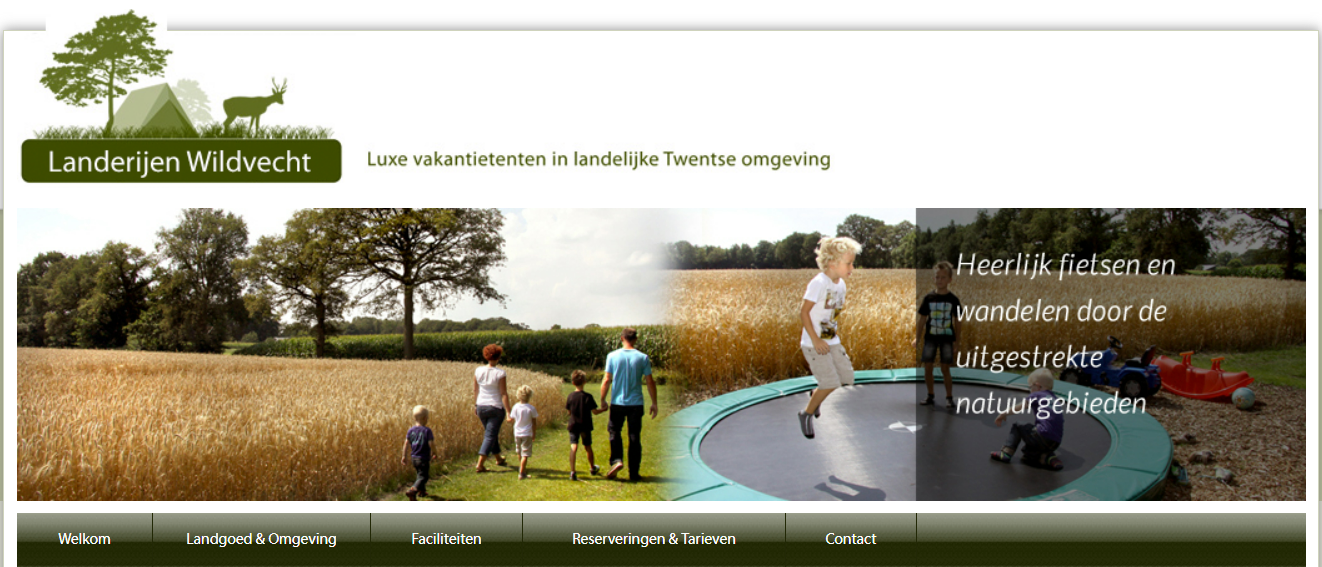 Landerijen Wildvecht
Luxe vakantietenten in landelijke Twentse omgeving
Heerlijk fietsen en
wandelen door de
uitgestrekte
natuurgebieden
Welkom
Landgoed & Omgeving
Faciliteiten
Reserveringen & Tarieven
Contact